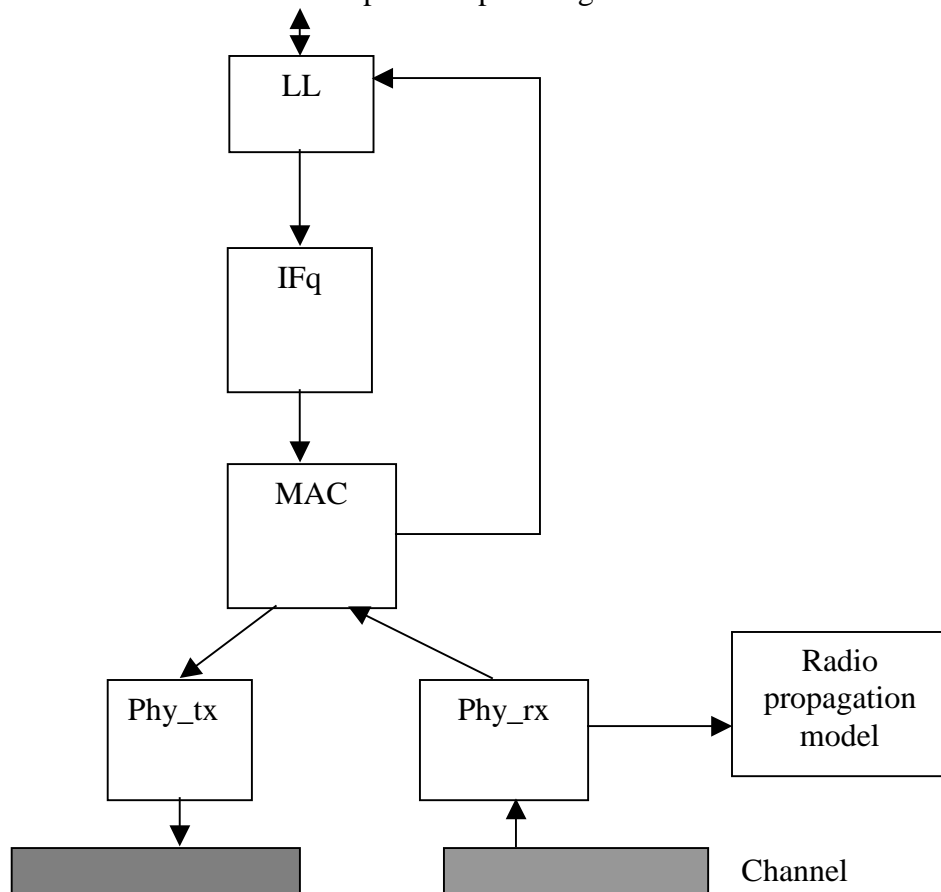 LL
IFq
MAC
Radio
propagation
model
Phy_tx
Phy_rx
Channel